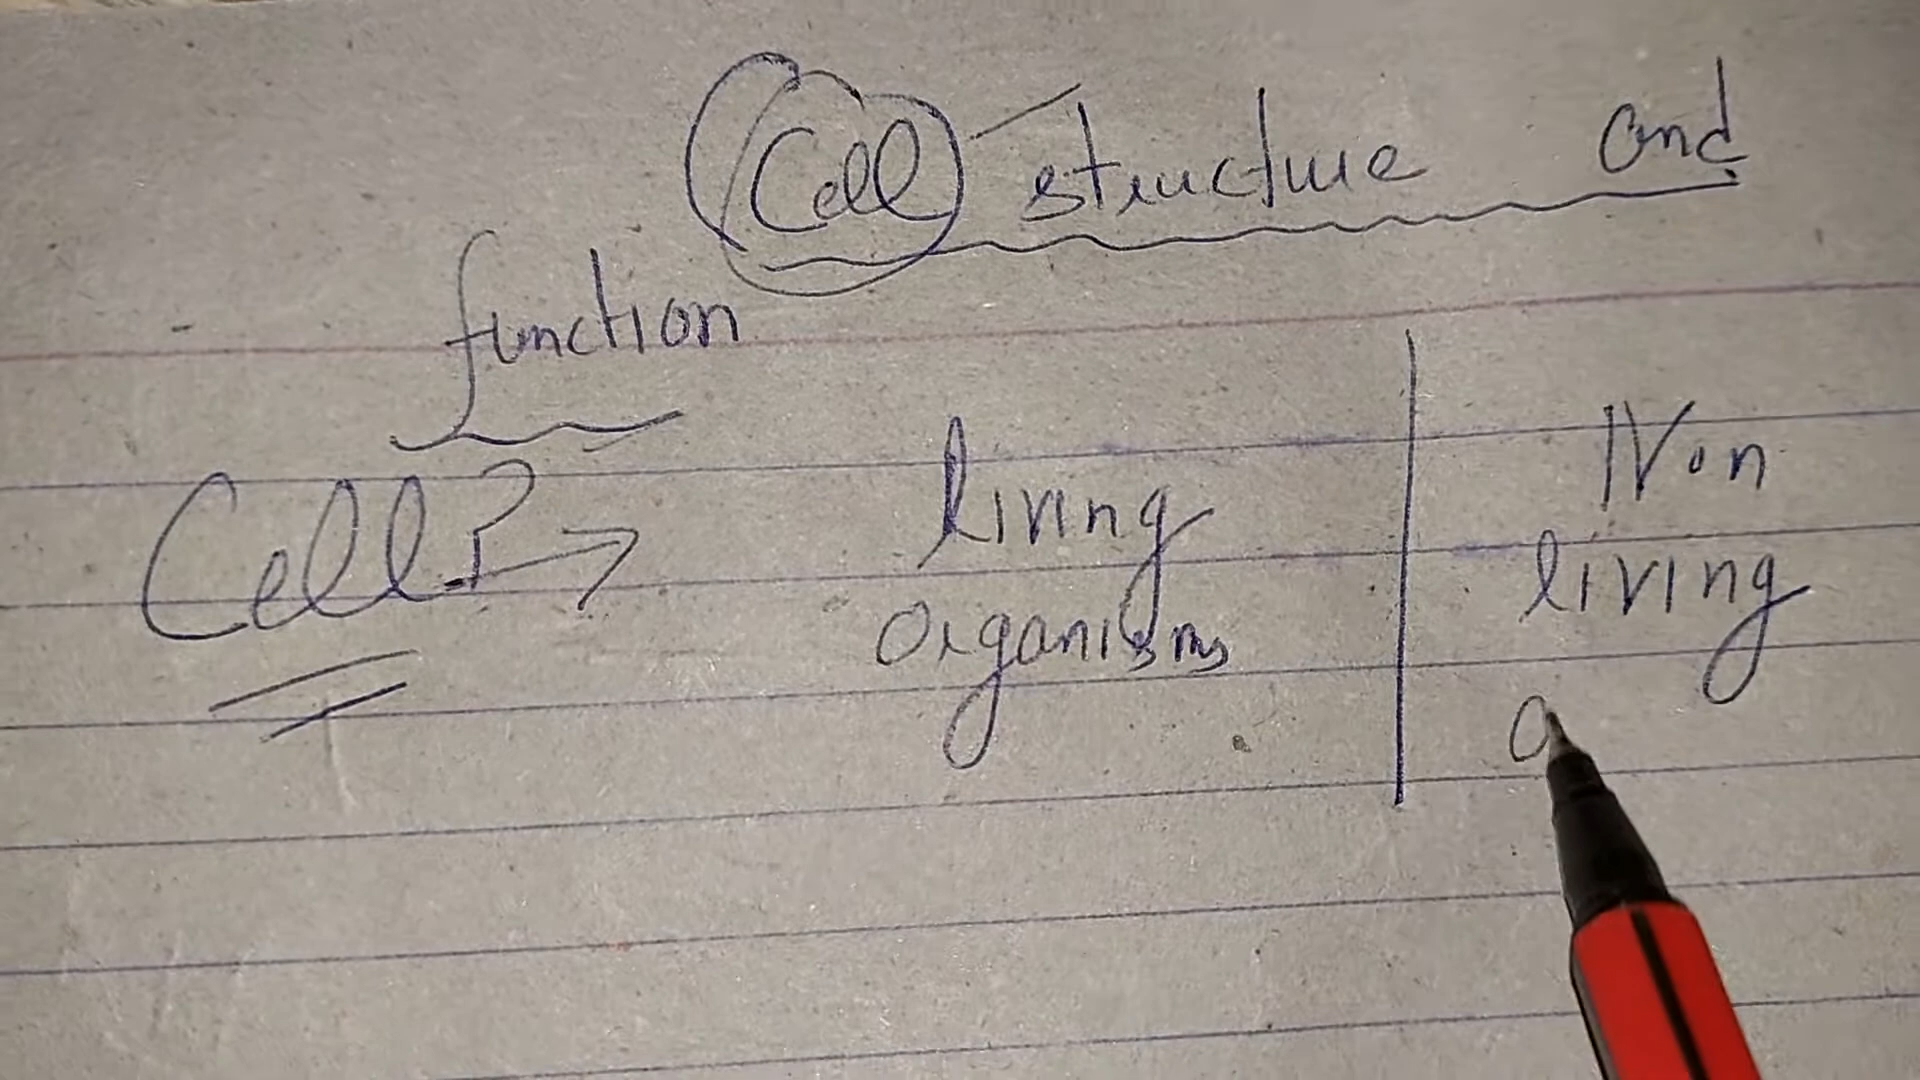 Cell structure and
function
Cell? → living | Non
organisms | living
o